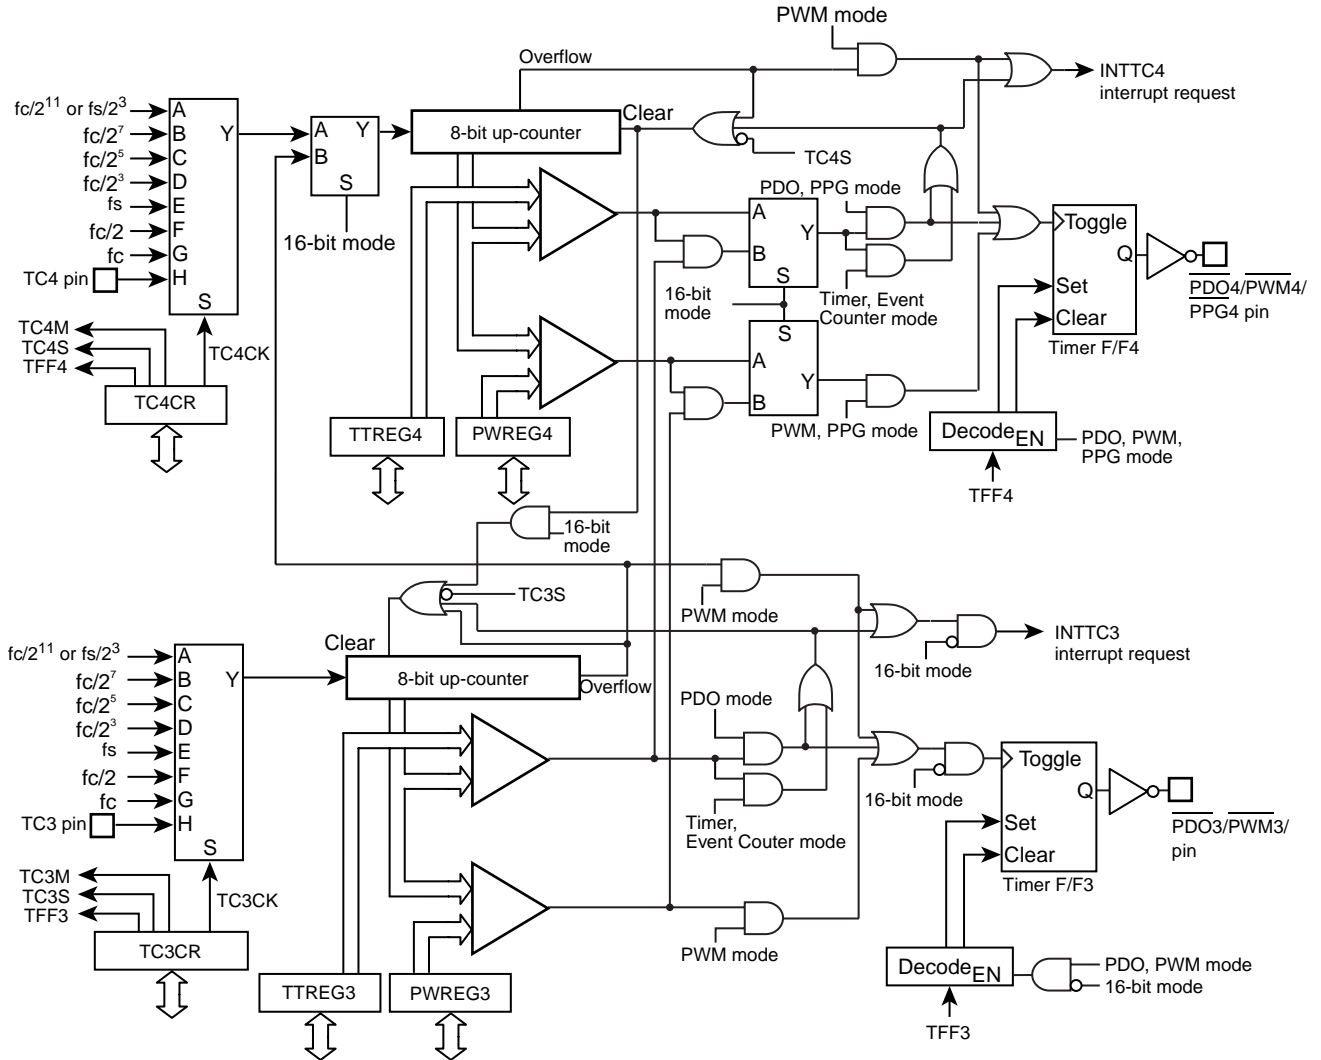 PWM mode
Overflow
INTTC4
interrupt request
fc/2¹¹ or fs/2³
fc/2⁷
fc/2⁵
fc/2³
fs
fc/2
fc
TC4 pin
A
B
C
D
E
F
G
H
Y
S
A
B
Y
S
16-bit mode
8-bit up-counter
Clear
TC4S
PDO, PPG mode
A
B
Y
S
16-bit
mode
Timer, Event
Counter mode
S
A
B
Y
PWM, PPG mode
Toggle
Q
Set
Clear
Timer F/F4
PDO4/PWM4/
PPG4 pin
TC4M
TC4S
TFF4
TC4CK
TC4CR
TTREG4
PWREG4
Decode EN
PDO, PWM,
PPG mode
TFF4
16-bit
mode
TC3S
PWM mode
INTTC3
interrupt request
16-bit mode
Clear
8-bit up-counter
Overflow
fc/2¹¹ or fs/2³
fc/2⁷
fc/2⁵
fc/2³
fs
fc/2
fc
TC3 pin
A
B
C
D
E
F
G
H
Y
S
PDO mode
Timer,
Event Couter mode
16-bit mode
Toggle
Q
Set
Clear
Timer F/F3
PDO3/PWM3/
pin
TC3M
TC3S
TFF3
TC3CK
TC3CR
TTREG3
PWREG3
PWM mode
Decode EN
PDO, PWM mode
16-bit mode
TFF3